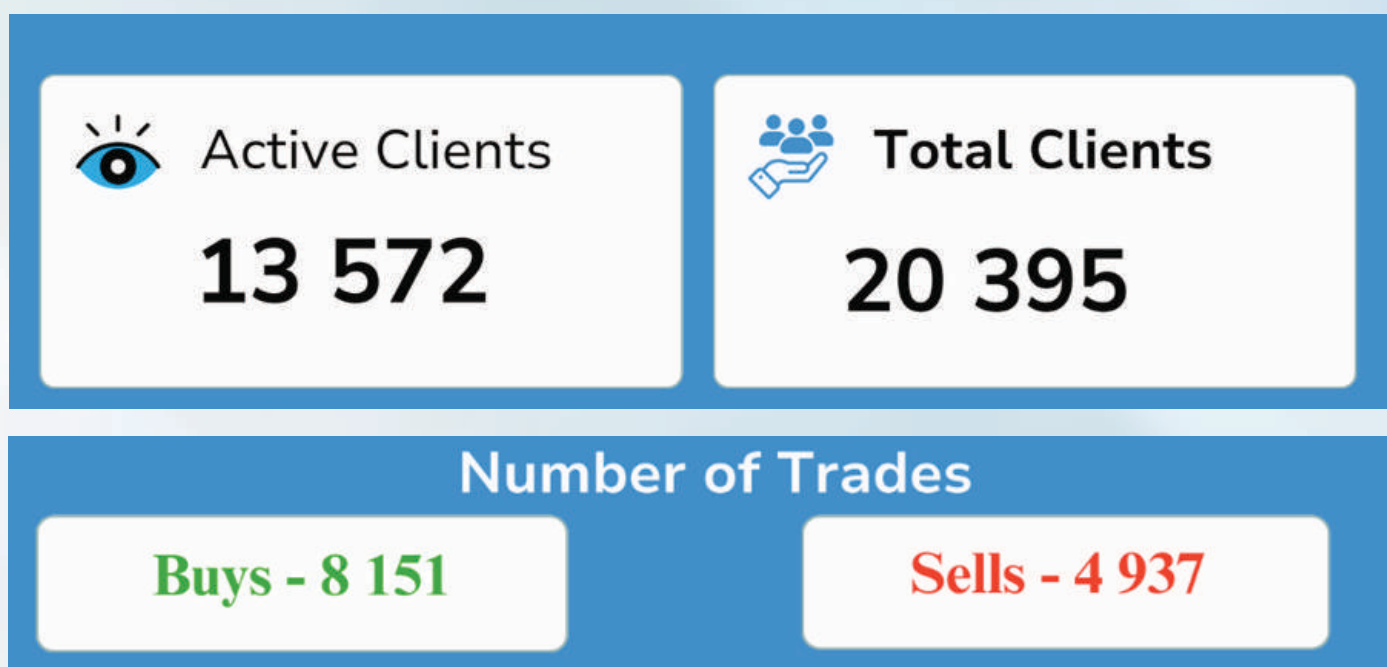 Active Clients
13 572
Total Clients
20 395
Number of Trades
Buys - 8 151
Sells - 4 937